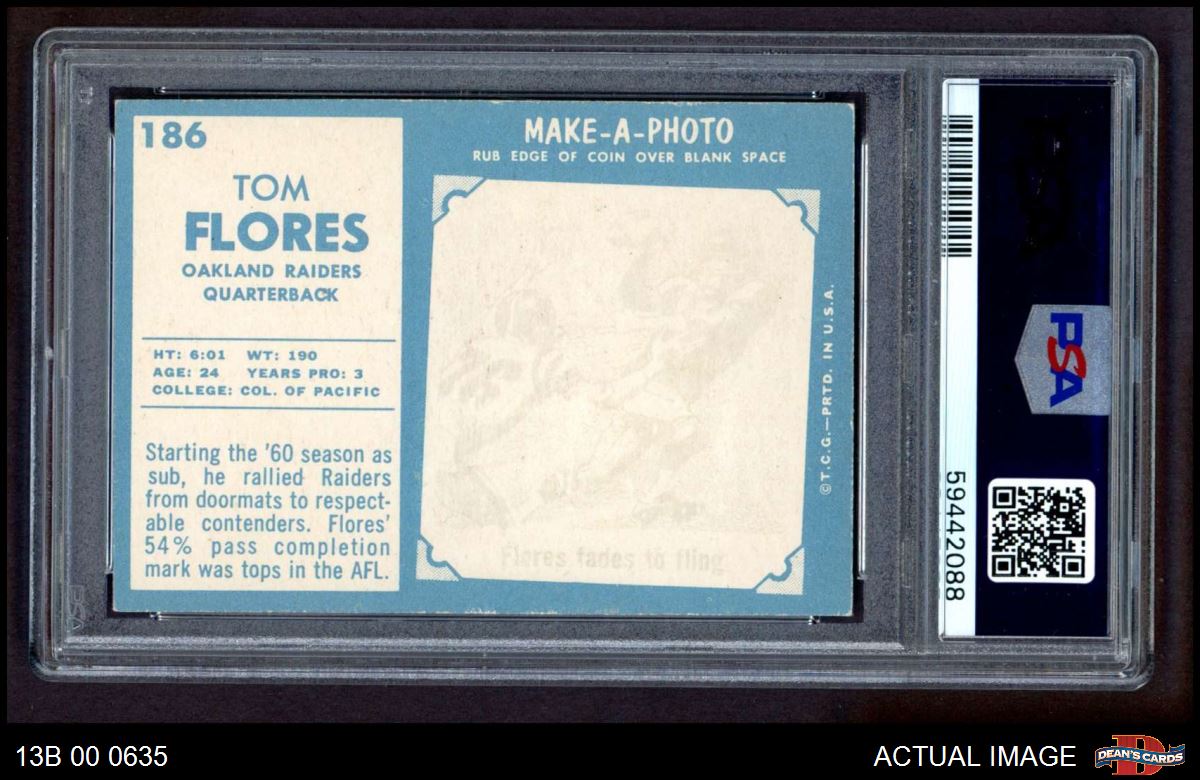 186
TOM
FLORES
OAKLAND RAIDERS
QUARTERBACK
HT: 6:01 WT: 190
AGE: 24 YEARS PRO: 3
COLLEGE: COL. OF PACIFIC
Starting the '60 season as
sub, he rallied Raiders
from doormats to respect-
able contenders. Flores'
54% pass completion
mark was tops in the AFL.
MAKE-A-PHOTO
RUB EDGE OF COIN OVER BLANK SPACE
Flores fades to fling
©T.C.G.—PRTD. IN U.S.A.
PSA
59442088
13B 00 0635
ACTUAL IMAGE
D
DEAN'S CARDS